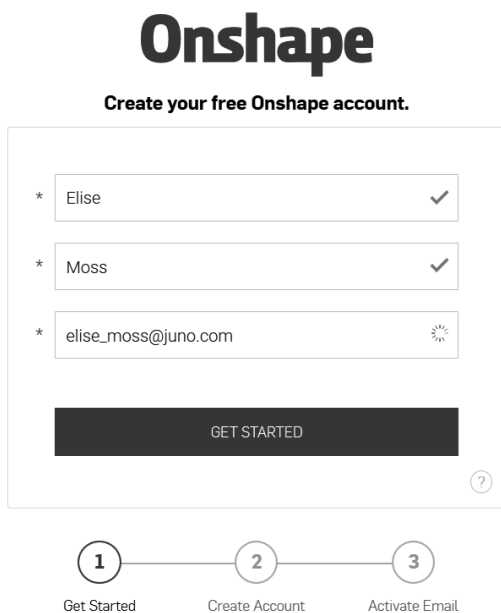 Onshape
Create your free Onshape account.
* Elise
* Moss
* elise_moss@juno.com
GET STARTED
?
1 2 3
Get Started Create Account Activate Email